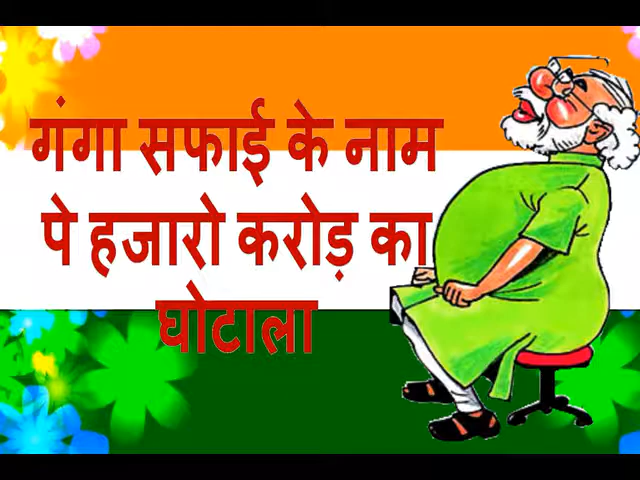 गंगा सफाई के नाम
पे हजारो करोड़ का
घोटाला